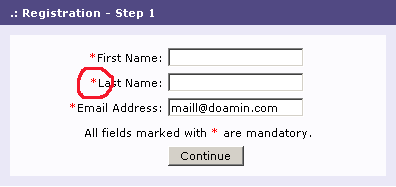 .: Registration - Step 1
*First Name:
*Last Name:
*Email Address: maill@doamin.com
All fields marked with * are mandatory.
Continue